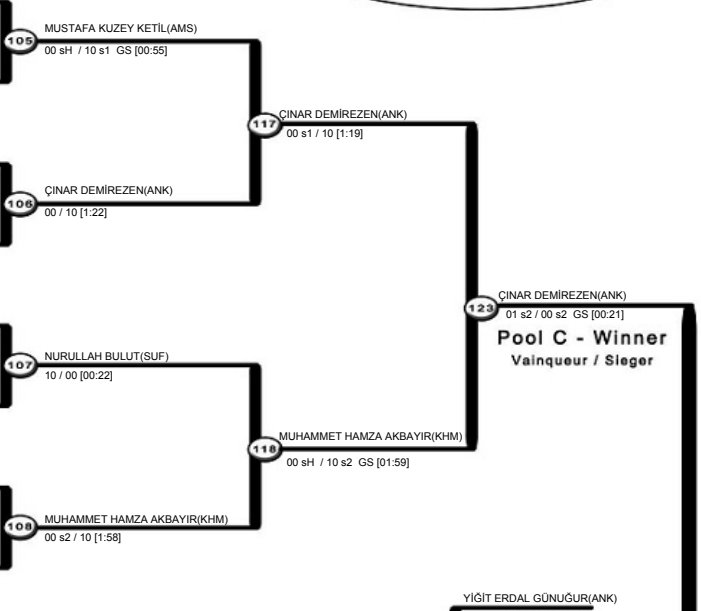 MUSTAFA KUZEY KETİL(AMS)
105
00 sH / 10 s1 GS [00:55]
ÇINAR DEMİREZEN(ANK)
117
00 s1 / 10 [1:19]
ÇINAR DEMİREZEN(ANK)
106
00 / 10 [1:22]
ÇINAR DEMİREZEN(ANK)
123
01 s2 / 00 s2 GS [00:21]
Pool C - Winner
Vainqueur / Sieger
NURULLAH BULUT(SUF)
107
10 / 00 [00:22]
MUHAMMET HAMZA AKBAYIR(KHM)
118
00 sH / 10 s2 GS [01:59]
MUHAMMET HAMZA AKBAYIR(KHM)
108
00 s2 / 10 [1:58]
YİĞİT ERDAL GÜNUĞUR(ANK)